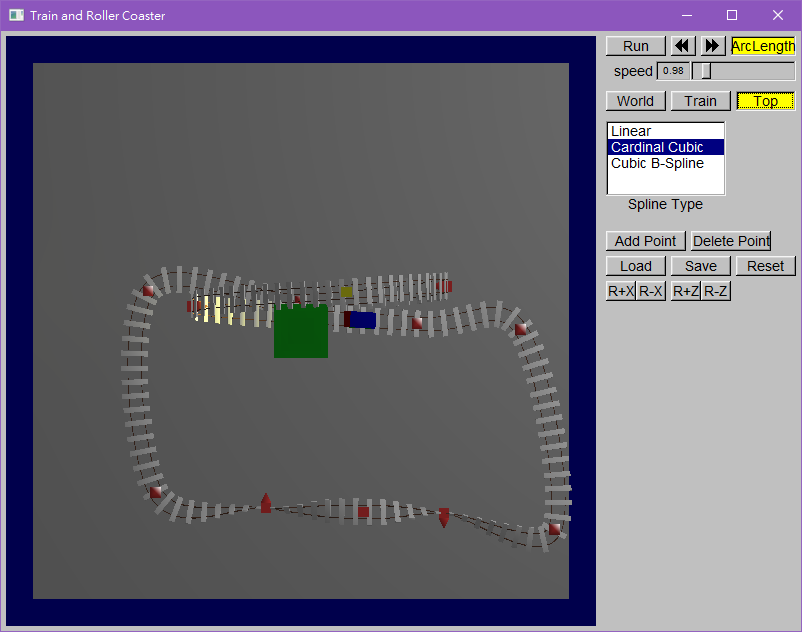 Train and Roller Coaster
Run ArcLength
speed 0.98
World Train Top
Linear
Cardinal Cubic
Cubic B-Spline
Spline Type
Add Point Delete Point
Load Save Reset
R+X R-X R+Z R-Z